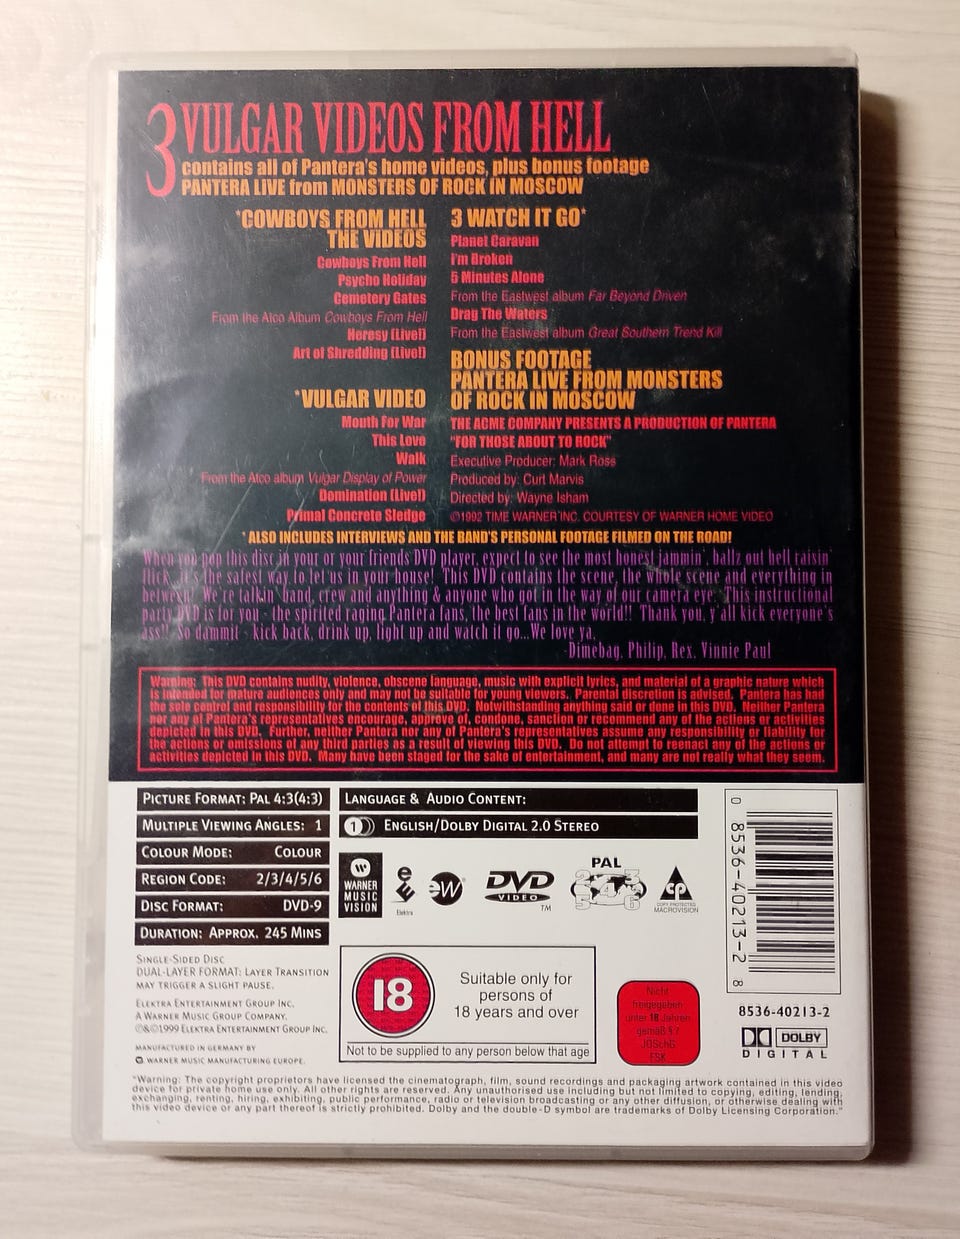 3 VULGAR VIDEOS FROM HELL
contains all of Pantera's home videos, plus bonus footage
PANTERA LIVE from MONSTERS OF ROCK IN MOSCOW
*COWBOYS FROM HELL
THE VIDEOS
Cowboys From Hell
Psycho Holiday
Cemetery Gates
From the Atco Album Cowboys From Hell
Heresy (Live!)
Art of Shredding (Live!)
*VULGAR VIDEO
Mouth For War
This Love
Walk
From the Atco album Vulgar Display of Power
Domination (Live!)
Primal Concrete Sledge
3 WATCH IT GO*
Planet Caravan
I'm Broken
5 Minutes Alone
From the Eastwest album Far Beyond Driven
Drag The Waters
From the Eastwest album Great Southern Trend Kill
BONUS FOOTAGE
PANTERA LIVE FROM MONSTERS
OF ROCK IN MOSCOW
THE ACME COMPANY PRESENTS A PRODUCTION OF PANTERA
"FOR THOSE ABOUT TO ROCK"
Executive Producer: Mark Ross
Produced by: Curt Marvis
Directed by: Wayne Isham
©1992 TIME WARNER INC. COURTESY OF WARNER HOME VIDEO
* ALSO INCLUDES INTERVIEWS AND THE BAND'S PERSONAL FOOTAGE FILMED ON THE ROAD!
When you pop this disc in your or your friends DVD player, expect to see the most honest jammin', ballz out hell raisin'
flick, it's the safest way to let us in your house! This DVD contains the scene, the whole scene and everything in
between! We're talkin' band, crew and anything & anyone who got in the way of our camera eye. This instructional
party DVD is for you - the spirited raging Pantera fans, the best fans in the world!! Thank you, y'all kick everyone's
ass!! So dammit - kick back, drink up, light up and watch it go...We love ya,
-Dimebag, Philip, Rex, Vinnie Paul
Warning: This DVD contains nudity, violence, obscene language, music with explicit lyrics, and material of a graphic nature which
is intended for mature audiences only and may not be suitable for young viewers. Parental discretion is advised. Pantera has had
the sole control and responsibility for the contents of this DVD. Notwithstanding anything said or done in this DVD. Neither Pantera
nor any of Pantera's representatives encourage, approve of, condone, sanction or recommend any of the actions or activities
depicted in this DVD. Further, neither Pantera nor any of Pantera's representatives assume any responsibility or liability for
the actions or omissions of any third parties as a result of viewing this DVD. Do not attempt to reenact any of the actions or
activities depicted in this DVD. Many have been staged for the sake of entertainment, and many are not really what they seem.
PICTURE FORMAT: PAL 4:3(4:3)
MULTIPLE VIEWING ANGLES: 1
COLOUR MODE: COLOUR
REGION CODE: 2/3/4/5/6
DISC FORMAT: DVD-9
DURATION: APPROX. 245 MINS
SINGLE-SIDED DISC
DUAL-LAYER FORMAT: LAYER TRANSITION
MAY TRIGGER A SLIGHT PAUSE.
ELEKTRA ENTERTAINMENT GROUP INC.
A WARNER MUSIC GROUP COMPANY.
℗&©1999 ELEKTRA ENTERTAINMENT GROUP INC.
MANUFACTURED IN GERMANY BY
WARNER MUSIC MANUFACTURING EUROPE.
LANGUAGE & AUDIO CONTENT:
1 ENGLISH/DOLBY DIGITAL 2.0 STEREO
WARNER
MUSIC
VISION
Elektra
ew
DVD
VIDEO
TM
PAL
2 3
5 4 6
CP
COPY PROTECTED
MACROVISION
18
Suitable only for
persons of
18 years and over
Not to be supplied to any person below that age
Nicht
freigegeben
unter 18 Jahren
gemäß § 7
JÖSchG
FSK
0 8536-40213-2 8
8536-40213-2
DOLBY
DIGITAL
"Warning: The copyright proprietors have licensed the cinematograph, film, sound recordings and packaging artwork contained in this video
device for private home use only. All other rights are reserved. Any unauthorised use including but not limited to copying, editing, lending,
exchanging, renting, hiring, exhibiting, public performance, radio or television broadcasting or any other diffusion, or otherwise dealing with
this video device or any part thereof is strictly prohibited. Dolby and the double-D symbol are trademarks of Dolby Licensing Corporation."